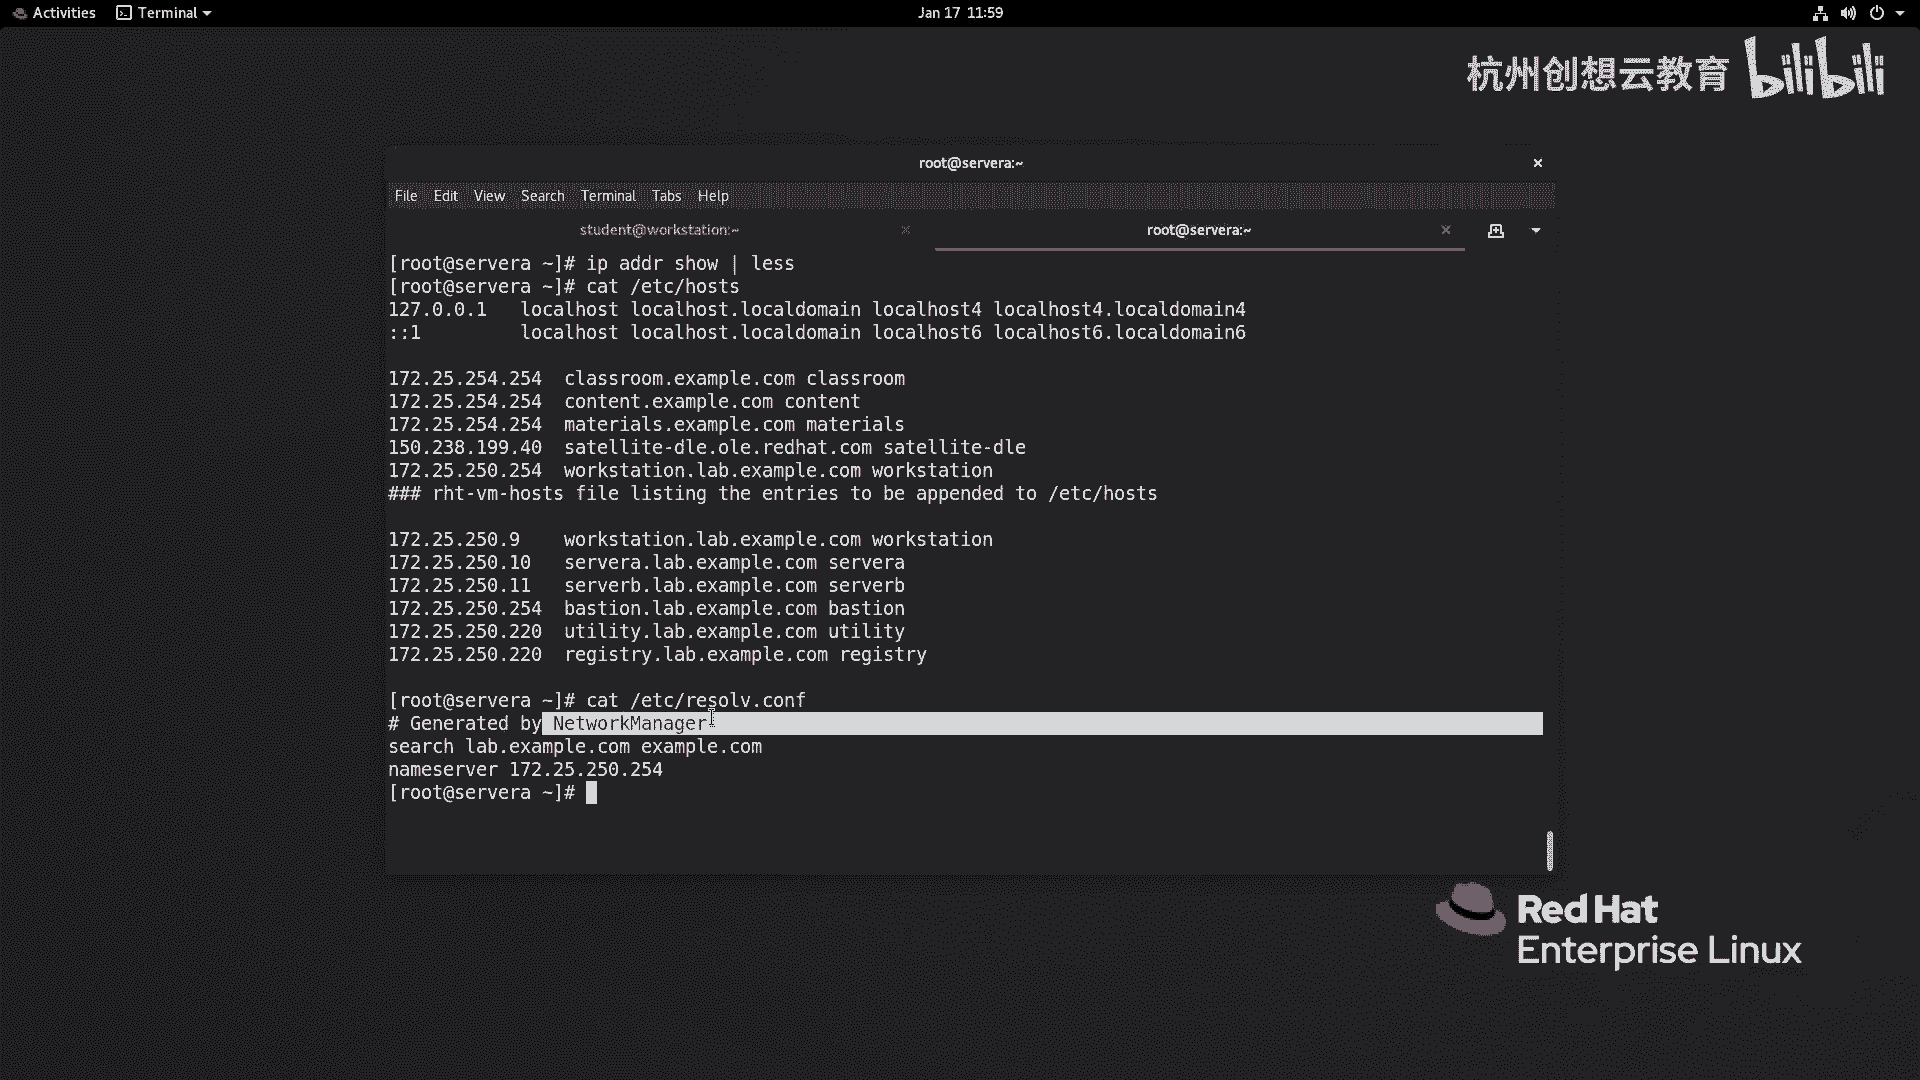 Activities Terminal Jan 17 11:59
杭州创想云教育 bilibili
root@servera:~
File Edit View Search Terminal Tabs Help
student@workstation:~ root@servera:~
[root@servera ~]# ip addr show | less
[root@servera ~]# cat /etc/hosts
127.0.0.1   localhost localhost.localdomain localhost4 localhost4.localdomain4
::1         localhost localhost.localdomain localhost6 localhost6.localdomain6
172.25.254.254  classroom.example.com classroom
172.25.254.254  content.example.com content
172.25.254.254  materials.example.com materials
150.238.199.40  satellite-dle.ole.redhat.com satellite-dle
172.25.250.254  workstation.lab.example.com workstation
### rht-vm-hosts file listing the entries to be appended to /etc/hosts
172.25.250.9    workstation.lab.example.com workstation
172.25.250.10   servera.lab.example.com servera
172.25.250.11   serverb.lab.example.com serverb
172.25.250.254  bastion.lab.example.com bastion
172.25.250.220  utility.lab.example.com utility
172.25.250.220  registry.lab.example.com registry
[root@servera ~]# cat /etc/resolv.conf
# Generated by NetworkManager
search lab.example.com example.com
nameserver 172.25.250.254
[root@servera ~]#
Red Hat
Enterprise Linux